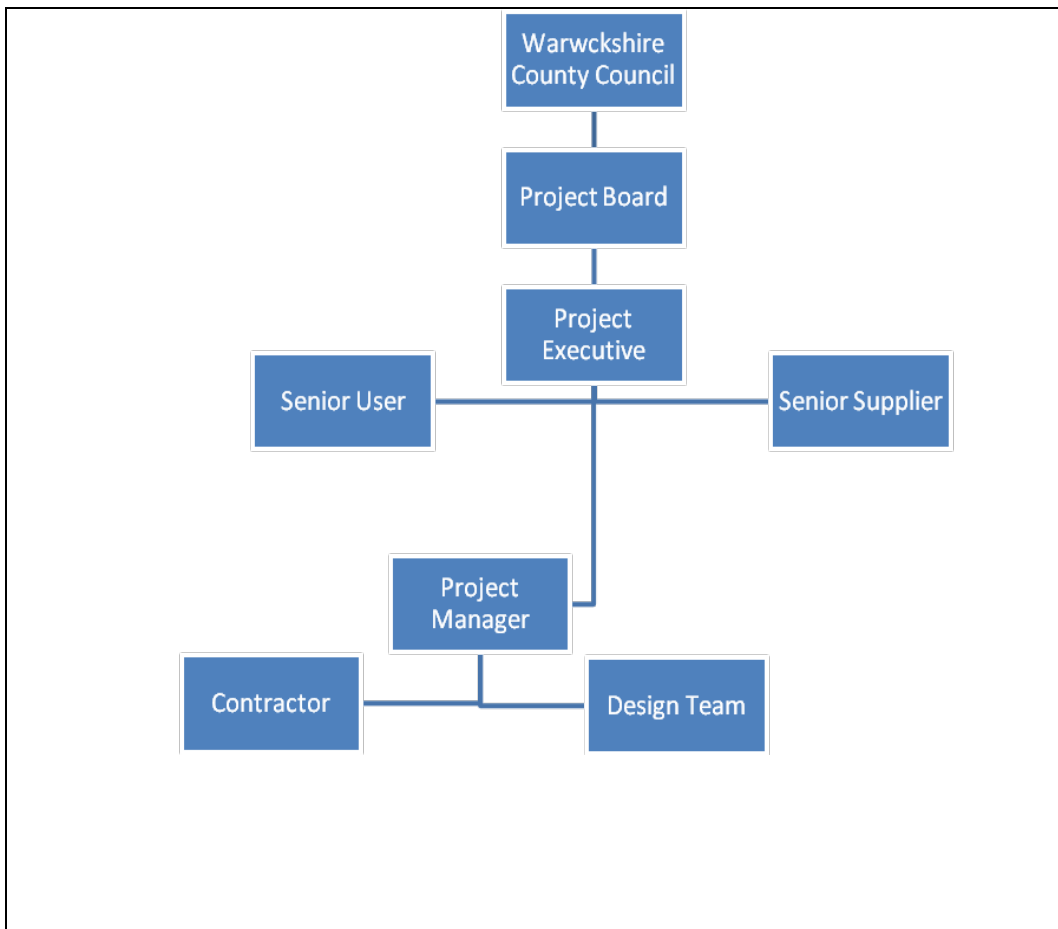 Warwckshire
County Council
Project Board
Project
Executive
Senior User
Senior Supplier
Project
Manager
Contractor
Design Team